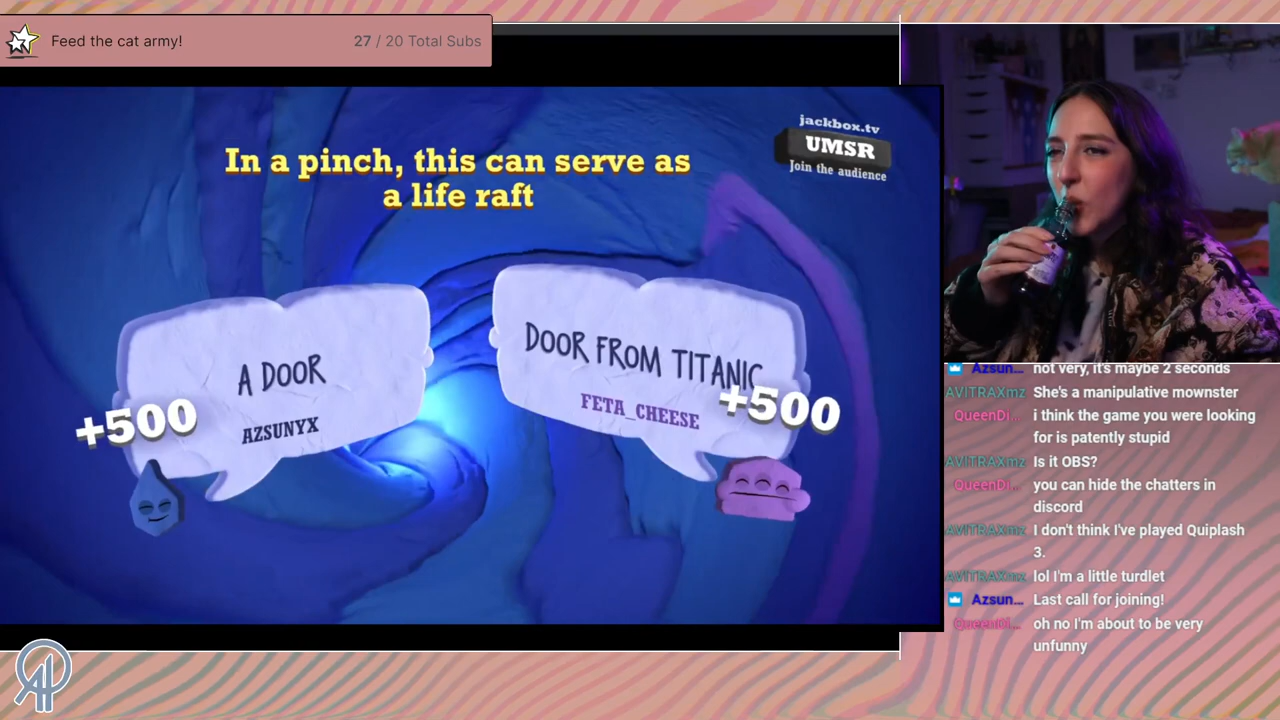 Feed the cat army!
27 / 20 Total Subs
jackbox.tv
UMSR
Join the audience
In a pinch, this can serve as
a life raft
A DOOR
AZSUNYX
+500
DOOR FROM TITANIC
FETA_CHEESE
+500
Azsun... not very, it's maybe 2 seconds
AVITRAXmz She's a manipulative mownster
QueenDi... i think the game you were looking
for is patently stupid
AVITRAXmz Is it OBS?
QueenDi... you can hide the chatters in
discord
AVITRAXmz I don't think I've played Quiplash
3.
AVITRAXmz lol I'm a little turdlet
Azsun... Last call for joining!
QueenDi... oh no I'm about to be very
unfunny